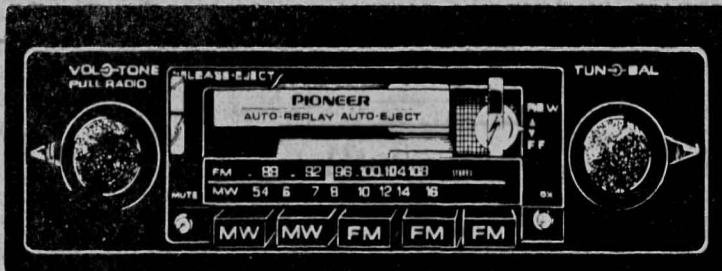 VOL TONE
PULL RADIO
RELEASE·EJECT
TUN BAL
PIONEER
AUTO·REPLAY AUTO·EJECT
REW
FF
FM . 88 . 92 96 .100.104 108
MW 54 6 7 8 10 12 14 16
MUTE
MW MW FM FM FM